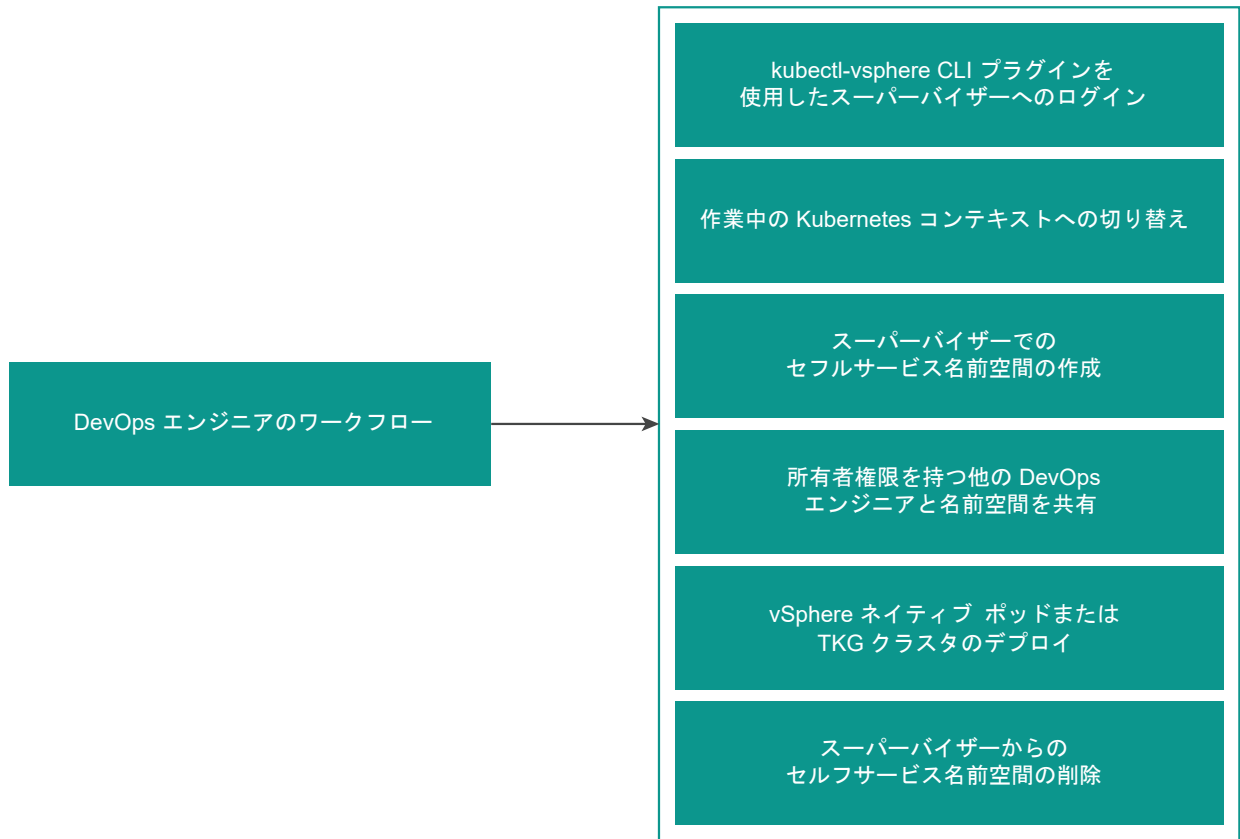 DevOps エンジニアのワークフロー
kubectl-vsphere CLI プラグインを
使用したスーパーバイザーへのログイン
作業中の Kubernetes コンテキストへの切り替え
スーパーバイザーでの
セフルサービス名前空間の作成
所有者権限を持つ他の DevOps
エンジニアと名前空間を共有
vSphere ネイティブ ポッドまたは
TKG クラスタのデプロイ
スーパーバイザーからの
セルフサービス名前空間の削除